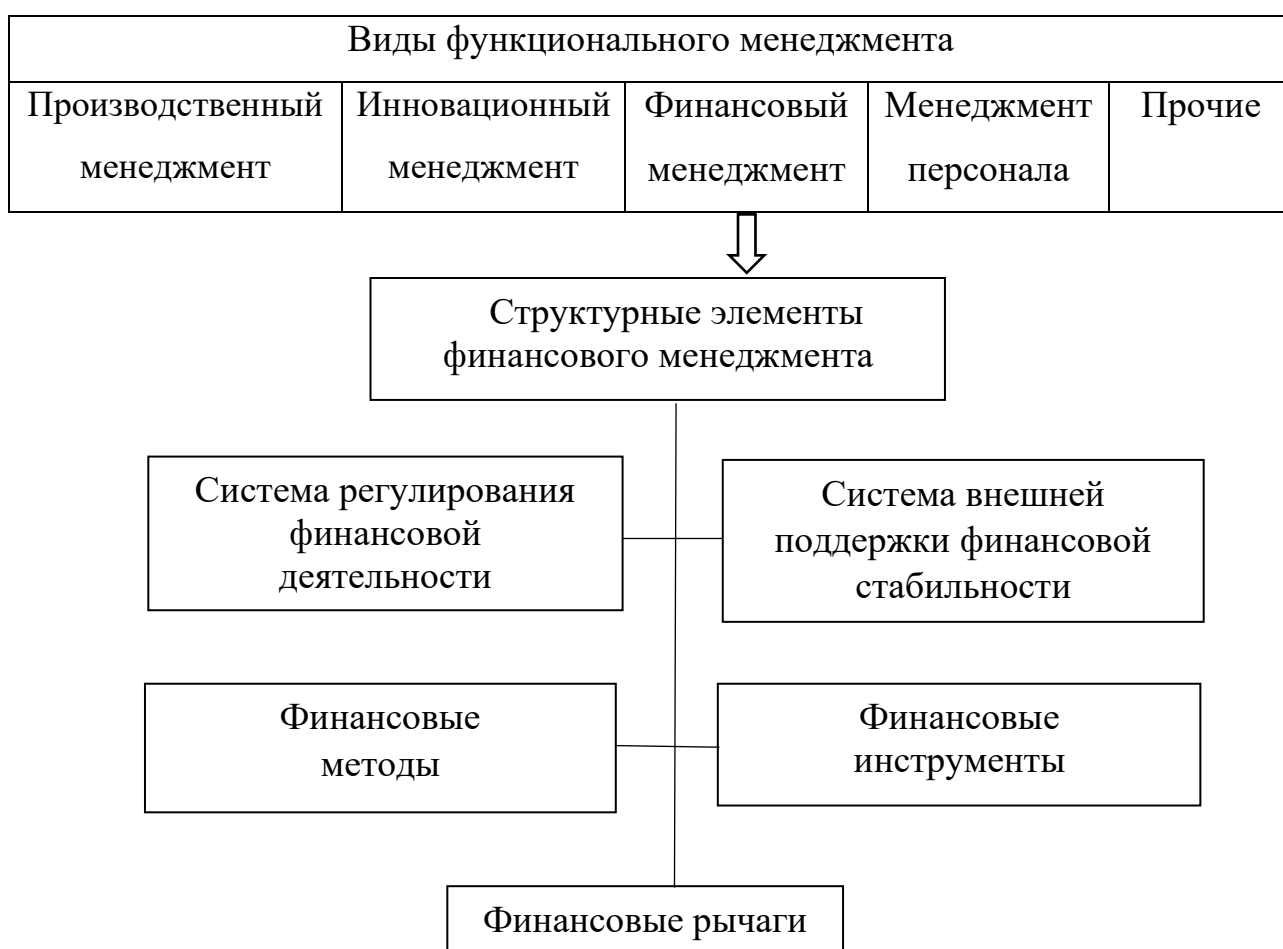 Виды функционального менеджмента
Производственный
менеджмент
Инновационный
менеджмент
Финансовый
менеджмент
Менеджмент
персонала
Прочие
Структурные элементы
финансового менеджмента
Система регулирования
финансовой
деятельности
Система внешней
поддержки финансовой
стабильности
Финансовые
методы
Финансовые
инструменты
Финансовые рычаги